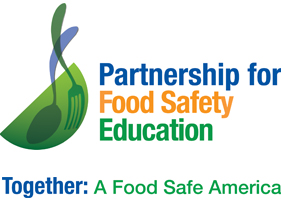 Partnership for
Food Safety
Education
Together: A Food Safe America